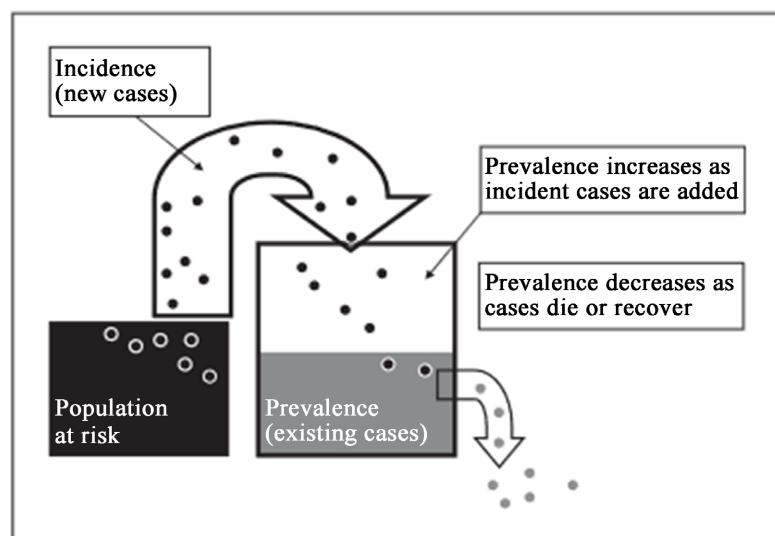 Incidence
(new cases)
Prevalence increases as
incident cases are added
Prevalence decreases as
cases die or recover
Population
at risk
Prevalence
(existing cases)